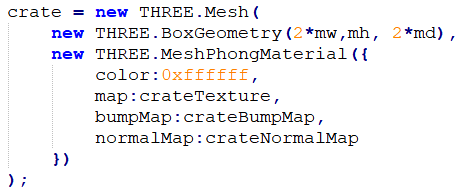 crate = new THREE.Mesh(
    new THREE.BoxGeometry(2*mw,mh, 2*md),
    new THREE.MeshPhongMaterial({
        color:0xffffff,
        map:crateTexture,
        bumpMap:crateBumpMap,
        normalMap:crateNormalMap
    })
);